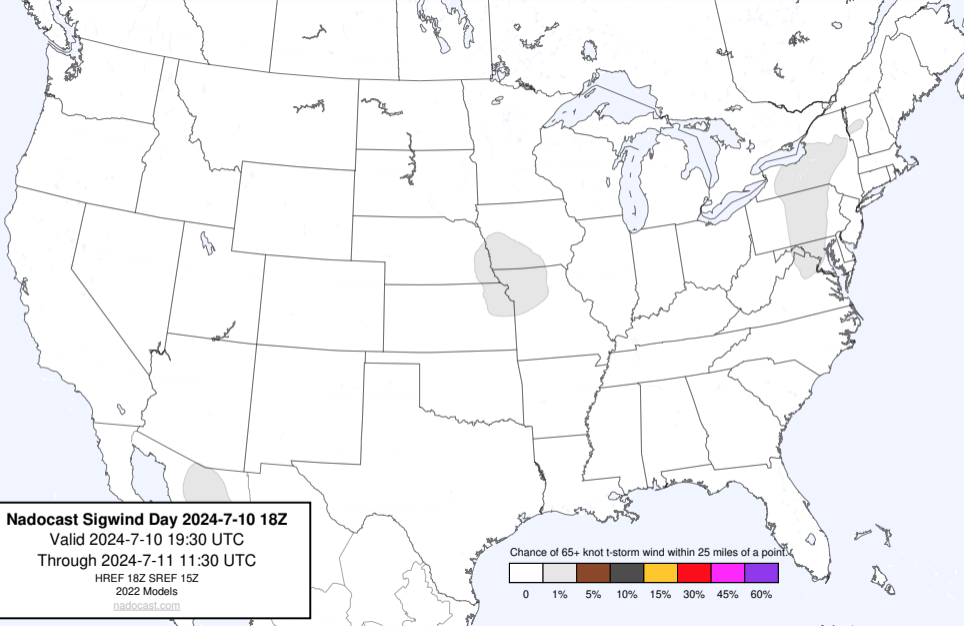 Nadocast Sigwind Day 2024-7-10 18Z
Valid 2024-7-10 19:30 UTC
Through 2024-7-11 11:30 UTC
HREF 18Z SREF 15Z
2022 Models
nadocast.com
Chance of 65+ knot t-storm wind within 25 miles of a point.
0 1% 5% 10% 15% 30% 45% 60%